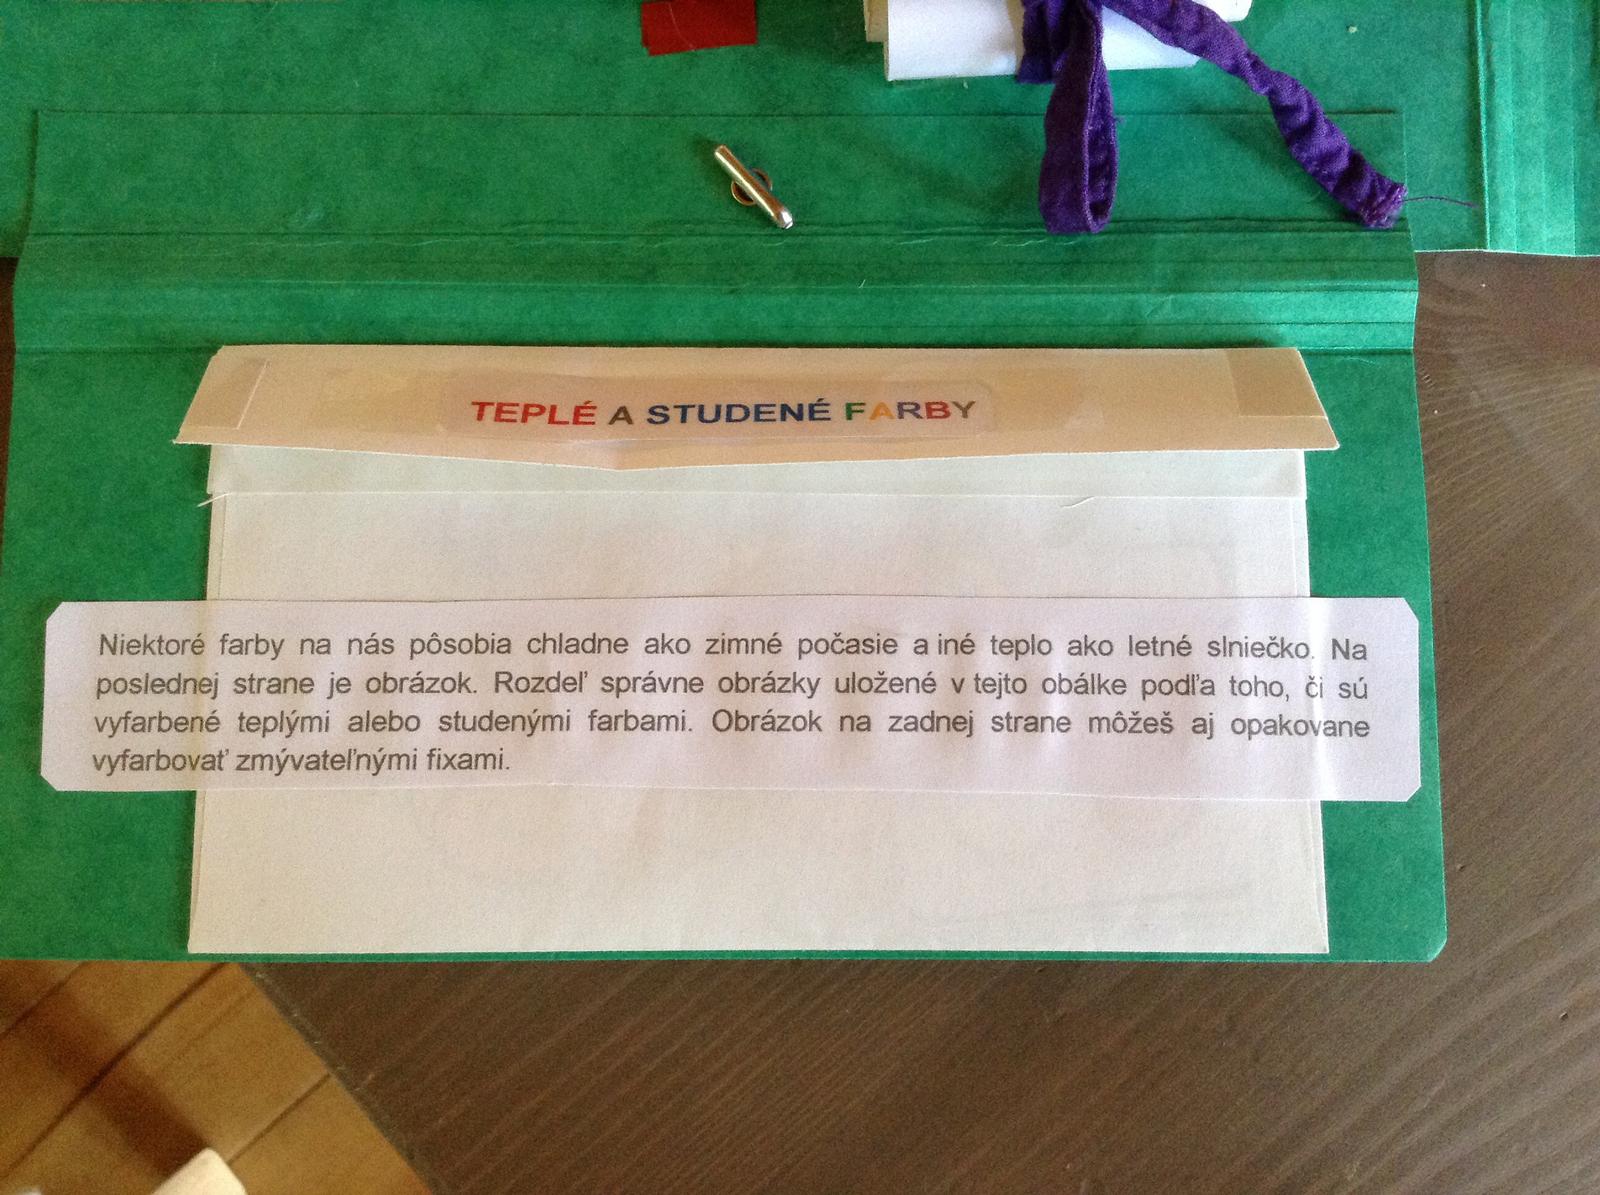 TEPLÉ A STUDENÉ FARBY
Niektoré farby na nás pôsobia chladne ako zimné počasie a iné teplo ako letné slniečko. Na
poslednej strane je obrázok. Rozdeľ správne obrázky uložené v tejto obálke podľa toho, či sú
vyfarbené teplými alebo studenými farbami. Obrázok na zadnej strane môžeš aj opakovane
vyfarbovať zmývateľnými fixami.